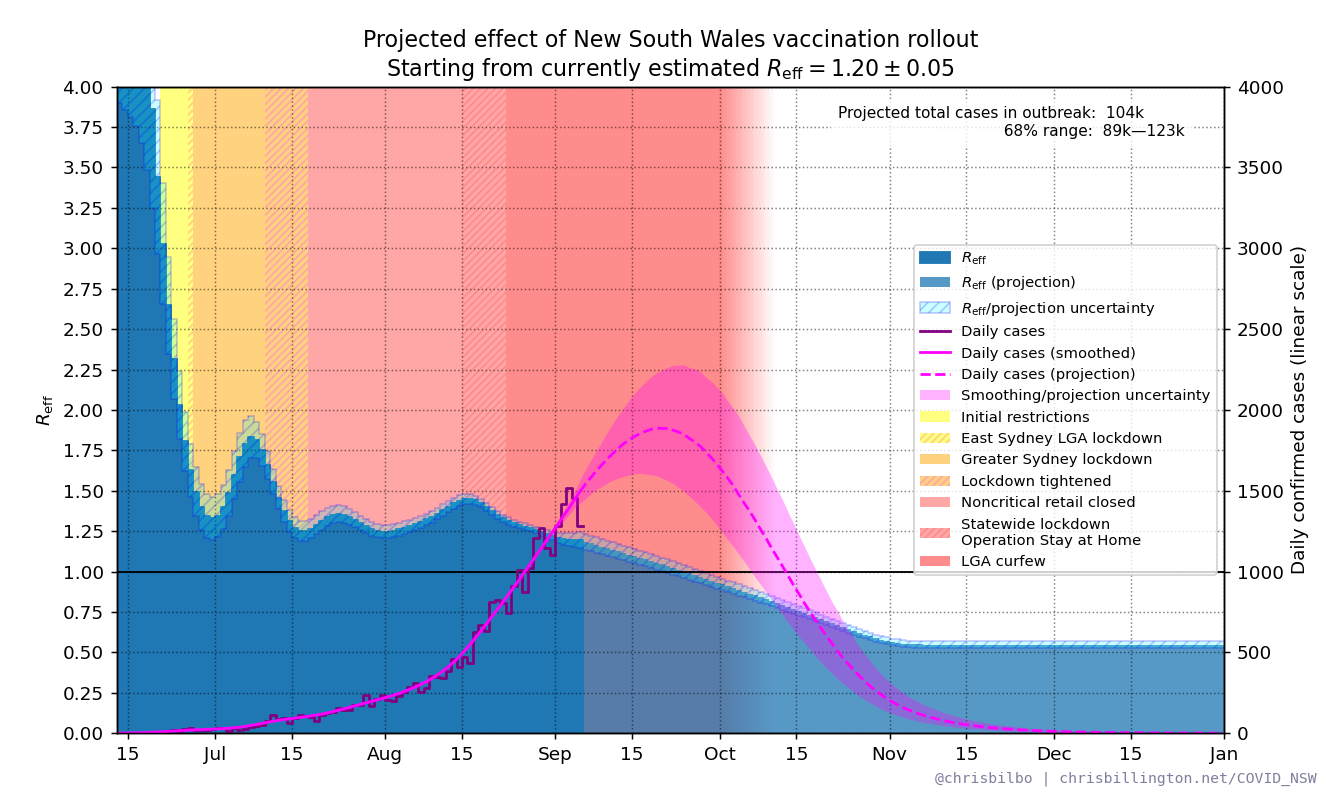 Projected effect of New South Wales vaccination rollout
Starting from currently estimated R_eff = 1.20 ± 0.05
Projected total cases in outbreak: 104k
68% range: 89k—123k
4.00
3.75
3.50
3.25
3.00
2.75
2.50
2.25
2.00
1.75
1.50
1.25
1.00
0.75
0.50
0.25
0.00
R_eff
4000
3500
3000
2500
2000
1500
1000
500
0
Daily confirmed cases (linear scale)
R_eff
R_eff (projection)
R_eff/projection uncertainty
Daily cases
Daily cases (smoothed)
Daily cases (projection)
Smoothing/projection uncertainty
Initial restrictions
East Sydney LGA lockdown
Greater Sydney lockdown
Lockdown tightened
Noncritical retail closed
Statewide lockdown
Operation Stay at Home
LGA curfew
15 Jul 15 Aug 15 Sep 15 Oct 15 Nov 15 Dec 15 Jan
@chrisbilbo | chrisbillington.net/COVID_NSW